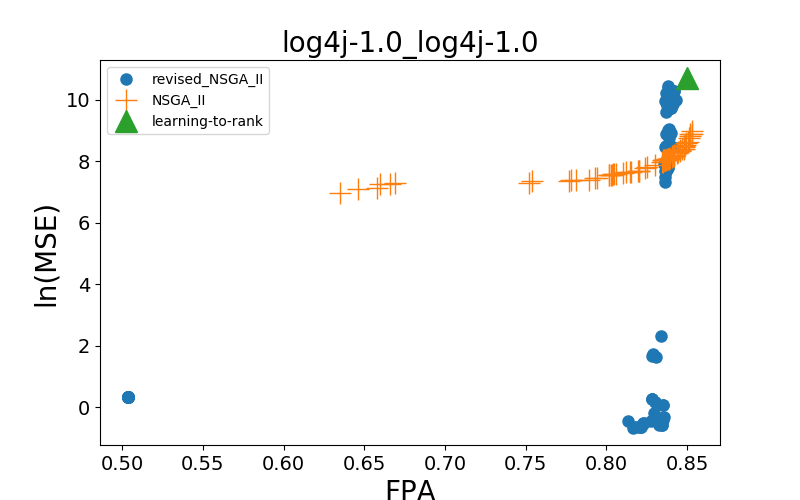 log4j-1.0_log4j-1.0
revised_NSGA_II
NSGA_II
learning-to-rank
ln(MSE)
10
8
6
4
2
0
0.50 0.55 0.60 0.65 0.70 0.75 0.80 0.85
FPA